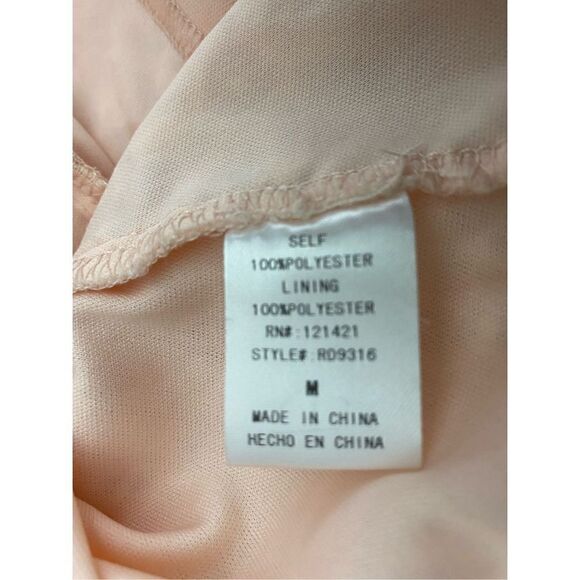 SELF
100%POLYESTER
LINING
100%POLYESTER
RN#:121421
STYLE#:RD9316
M
MADE IN CHINA
HECHO EN CHINA